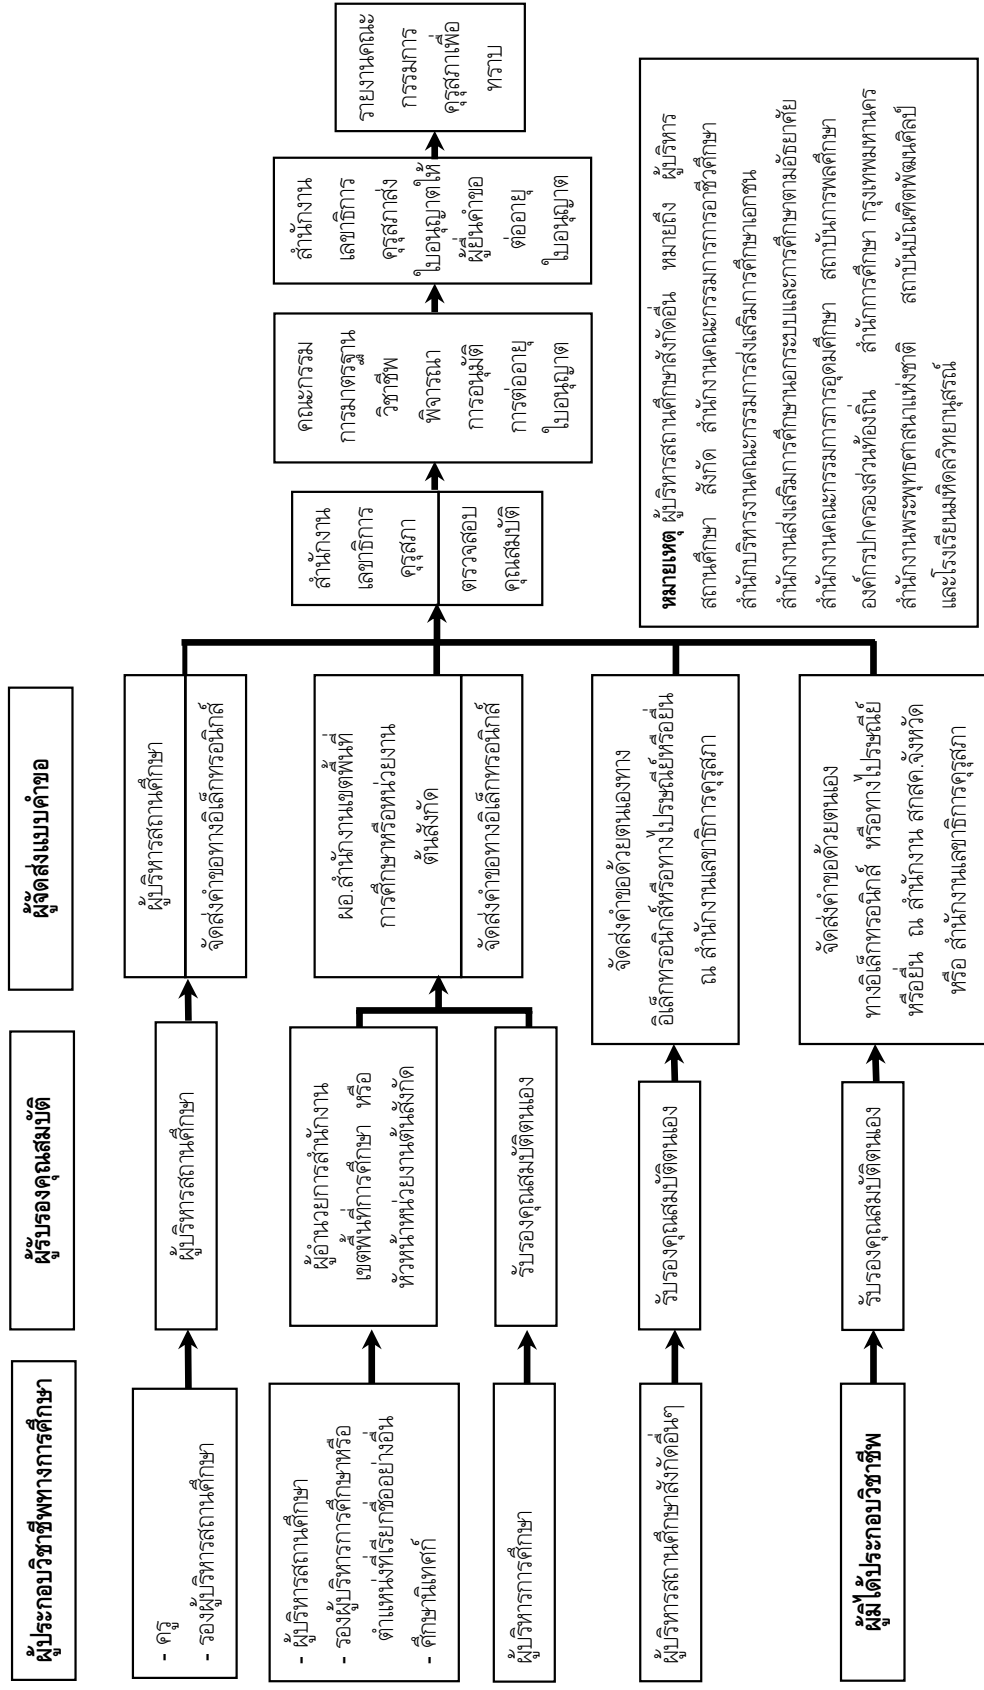 ผู้ประกอบวิชาชีพทางการศึกษา
ผู้รับรองคุณสมบัติ
ผู้จัดส่งแบบคำขอ
- ครู
- รองผู้บริหารสถานศึกษา
ผู้บริหารสถานศึกษา
ผู้บริหารสถานศึกษา
จัดส่งคำขอทางอิเล็กทรอนิกส์
- ผู้บริหารสถานศึกษา
- รองผู้บริหารการศึกษาหรือ
ตำแหน่งที่เรียกชื่ออย่างอื่น
- ศึกษานิเทศก์
ผู้อำนวยการสำนักงาน
เขตพื้นที่การศึกษา หรือ
หัวหน้าหน่วยงานต้นสังกัด
ผอ.สำนักงานเขตพื้นที่
การศึกษาหรือหน่วยงาน
ต้นสังกัด
จัดส่งคำขอทางอิเล็กทรอนิกส์
ผู้บริหารการศึกษา
รับรองคุณสมบัติตนเอง
ผู้บริหารสถานศึกษาสังกัดอื่นๆ
รับรองคุณสมบัติตนเอง
จัดส่งคำขอด้วยตนเองทาง
อิเล็กทรอนิกส์หรือทางไปรษณีย์หรือยื่น
ณ สำนักงานเลขาธิการคุรุสภา
ผู้มิได้ประกอบวิชาชีพ
รับรองคุณสมบัติตนเอง
จัดส่งคำขอด้วยตนเอง
ทางอิเล็กทรอนิกส์ หรือทางไปรษณีย์
หรือยื่น ณ สำนักงาน สกสค.จังหวัด
หรือ สำนักงานเลขาธิการคุรุสภา
สำนักงาน
เลขาธิการ
คุรุสภา
ตรวจสอบ
คุณสมบัติ
คณะกรรม
การมาตรฐาน
วิชาชีพ
พิจารณา
การอนุมัติ
การต่ออายุ
ใบอนุญาต
สำนักงาน
เลขาธิการ
คุรุสภาส่ง
ใบอนุญาตให้
ผู้ยื่นคำขอ
ต่ออายุ
ใบอนุญาต
รายงานคณะ
กรรมการ
คุรุสภาเพื่อ
ทราบ
หมายเหตุ ผู้บริหารสถานศึกษาสังกัดอื่น หมายถึง ผู้บริหาร
สถานศึกษา สังกัด สำนักงานคณะกรรมการการอาชีวศึกษา
สำนักบริหารงานคณะกรรมการส่งเสริมการศึกษาเอกชน
สำนักงานส่งเสริมการศึกษานอกระบบและการศึกษาตามอัธยาศัย
สำนักงานคณะกรรมการการอุดมศึกษา สถาบันการพลศึกษา
องค์กรปกครองส่วนท้องถิ่น สำนักการศึกษา กรุงเทพมหานคร
สำนักงานพระพุทธศาสนาแห่งชาติ สถาบันบัณฑิตพัฒนศิลป์
และโรงเรียนมหิดลวิทยานุสรณ์